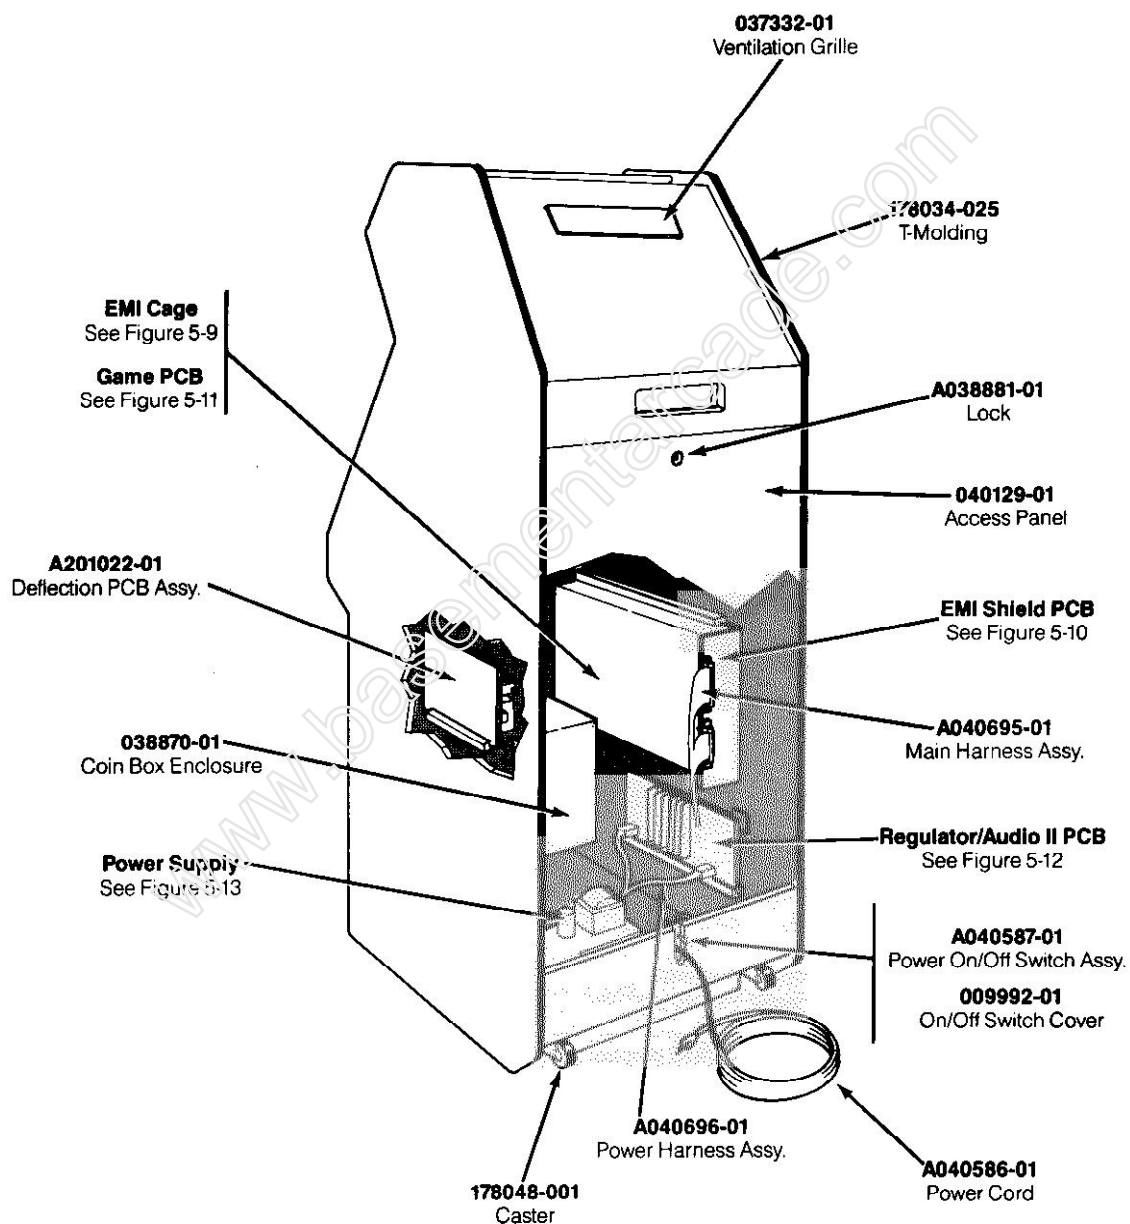 037332-01
Ventilation Grille
178034-025
T-Molding
EMI Cage
See Figure 5-9
Game PCB
See Figure 5-11
A038881-01
Lock
040129-01
Access Panel
A201022-01
Deflection PCB Assy.
EMI Shield PCB
See Figure 5-10
A040695-01
Main Harness Assy.
038870-01
Coin Box Enclosure
Regulator/Audio II PCB
See Figure 5-12
Power Supply
See Figure 5-13
A040587-01
Power On/Off Switch Assy.
009992-01
On/Off Switch Cover
A040696-01
Power Harness Assy.
A040586-01
Power Cord
178048-001
Caster
www.basementarcade.com